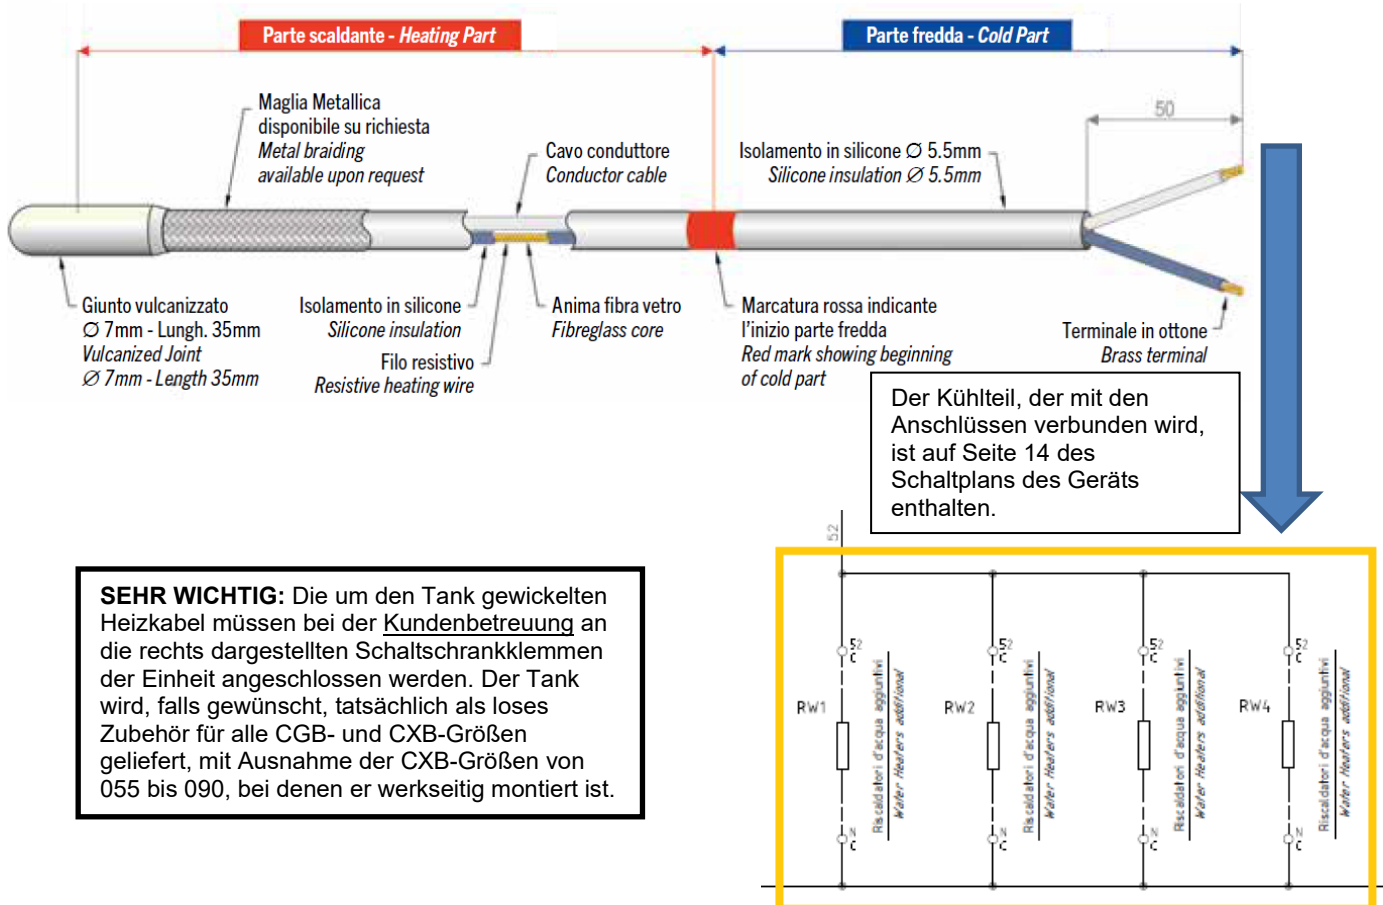 Parte scaldante - Heating Part
Parte fredda - Cold Part
50
Maglia Metallica
disponibile su richiesta
Metal braiding
available upon request
Cavo conduttore
Conductor cable
Isolamento in silicone Ø 5.5mm
Silicone insulation Ø 5.5mm
Giunto vulcanizzato
Ø 7mm - Lungh. 35mm
Vulcanized Joint
Ø 7mm - Length 35mm
Isolamento in silicone
Silicone insulation
Filo resistivo
Resistive heating wire
Anima fibra vetro
Fibreglass core
Marcatura rossa indicante
l'inizio parte fredda
Red mark showing beginning
of cold part
Terminale in ottone
Brass terminal
Der Kühlteil, der mit den
Anschlüssen verbunden wird,
ist auf Seite 14 des
Schaltplans des Geräts
enthalten.
SEHR WICHTIG: Die um den Tank gewickelten
Heizkabel müssen bei der Kundenbetreuung an
die rechts dargestellten Schaltschrankklemmen
der Einheit angeschlossen werden. Der Tank
wird, falls gewünscht, tatsächlich als loses
Zubehör für alle CGB- und CXB-Größen
geliefert, mit Ausnahme der CXB-Größen von
055 bis 090, bei denen er werkseitig montiert ist.
52
52
C
RW1
N
C
Riscaldatori d'acqua aggiuntivi
Water Heaters additional
52
C
RW2
N
C
Riscaldatori d'acqua aggiuntivi
Water Heaters additional
52
C
RW3
N
C
Riscaldatori d'acqua aggiuntivi
Water Heaters additional
52
C
RW4
N
C
Riscaldatori d'acqua aggiuntivi
Water Heaters additional